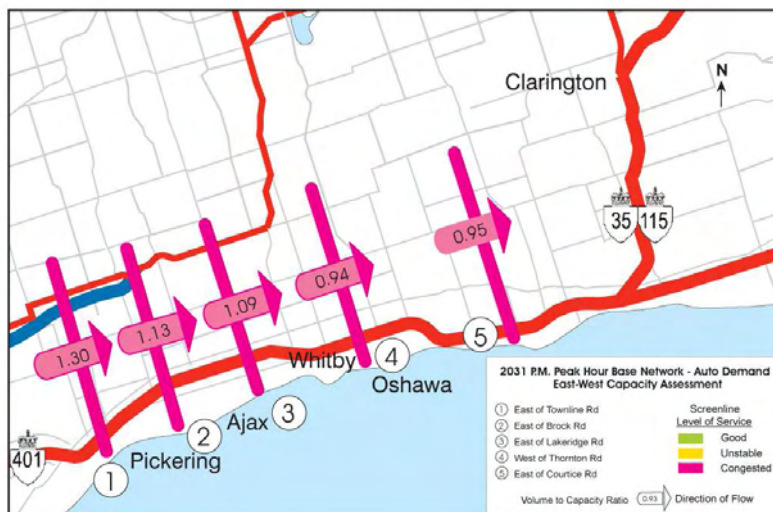 Clarington
N
35 115
0.95
0.94
1.09
1.13
1.30
Whitby
4
5
Oshawa
Ajax
3
2
Pickering
1
401
2031 P.M. Peak Hour Base Network - Auto Demand
East-West Capacity Assessment
1 East of Townline Rd
2 East of Brock Rd
3 East of Lakeridge Rd
4 West of Thornton Rd
5 East of Courtice Rd
Screenline
Level of Service
Good
Unstable
Congested
Volume to Capacity Ratio 0.93 Direction of Flow